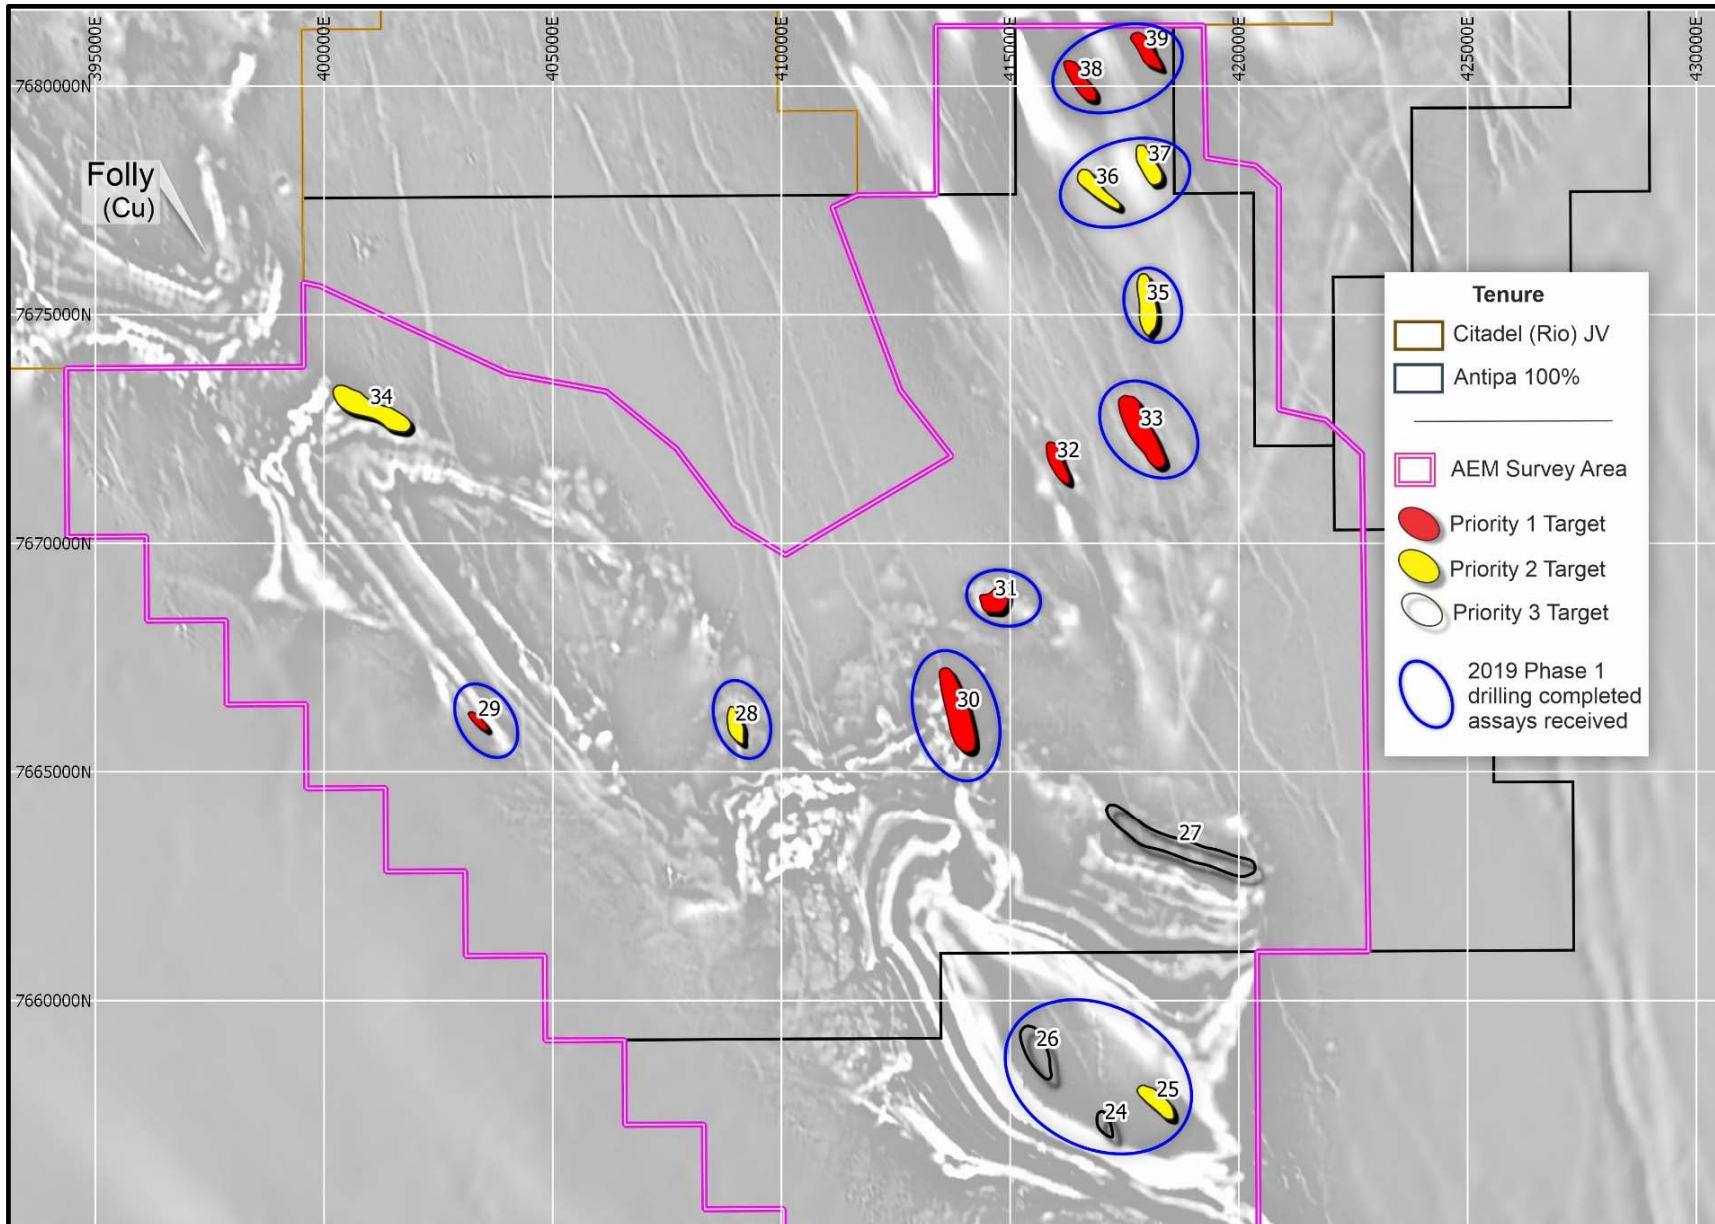 395000E
400000E
405000E
410000E
415000E
420000E
425000E
430000E
7680000N
7675000N
7670000N
7665000N
7660000N
Folly
(Cu)
39
38
37
36
35
34
33
32
31
30
29
28
27
26
25
24
Tenure
Citadel (Rio) JV
Antipa 100%
AEM Survey Area
Priority 1 Target
Priority 2 Target
Priority 3 Target
2019 Phase 1
drilling completed
assays received